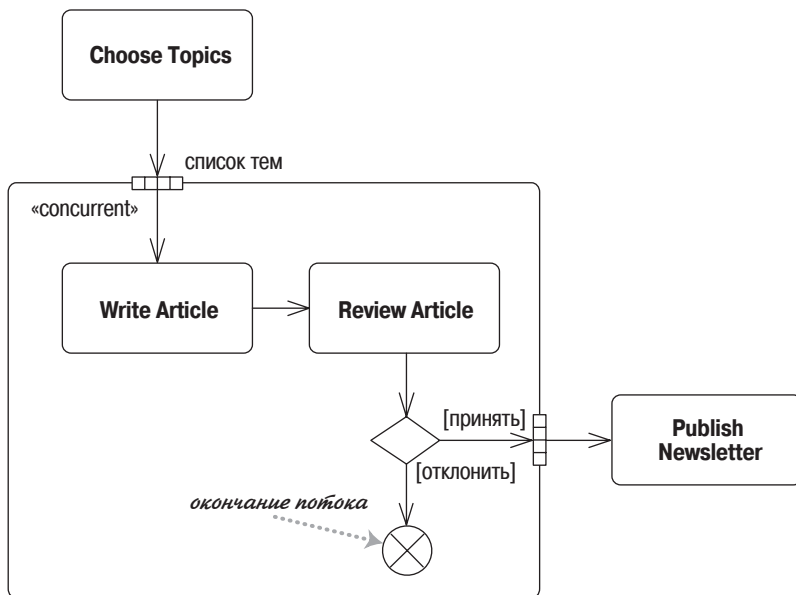 Choose Topics
список тем
«concurrent»
Write Article
Review Article
[принять]
Publish
Newsletter
[отклонить]
окончание потока